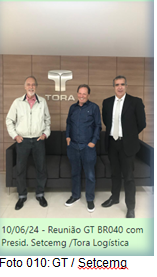 TORA
10/06/24 - Reunião GT BR040 com
Presid. Setcemg /Tora Logística
Foto 010: GT / Setcemg